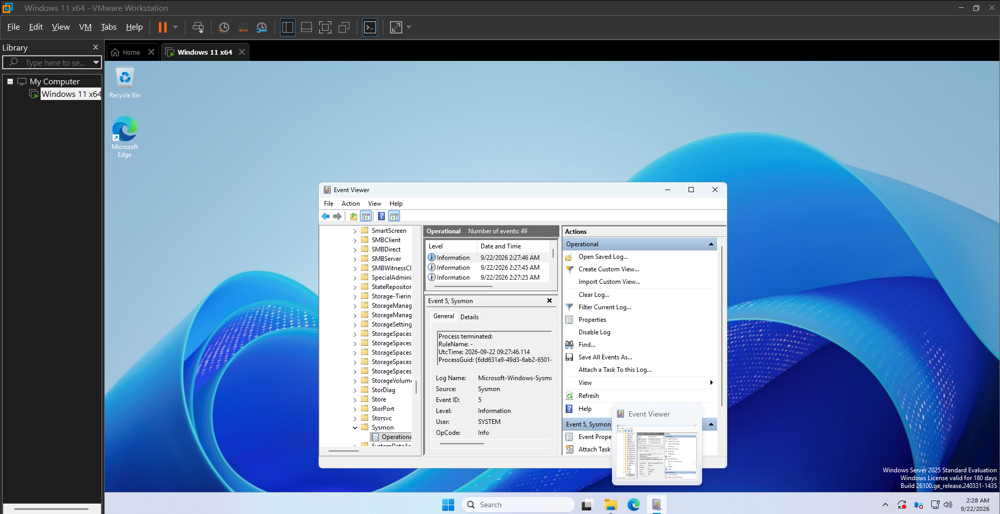 Windows 11 x64 - VMware Workstation
File Edit View VM Tabs Help
Library
Type here to se...
My Computer
Windows 11 x64
Home
Windows 11 x64
Recycle Bin
Microsoft
Edge
Event Viewer
File Action View Help
SmartScreen
SMBClient
SMBDirect
SMBServer
SMBWitnessCl
SpecialAdmini
StateRepositor
Storage-Tierin
StorageManag
StorageManag
StorageSetting
StorageSpaces
StorageSpaces
StorageSpaces
StorageSpaces
StorageSpaces
StorageVolum
StorDiag
Store
StorPort
Storsvc
Sysmon
Operationa
SystemDataAr
Operational Number of events: 49
Level Date and Time
Information 9/22/2026 2:27:46 AM
Information 9/22/2026 2:27:45 AM
Information 9/22/2026 2:27:25 AM
Event 5, Sysmon
General Details
Process terminated:
RuleName: -
UtcTime: 2026-09-22 09:27:46.114
ProcessGuid: {6dd631a9-49d3-6ab2-6501-
Log Name: Microsoft-Windows-Sysmo
Source: Sysmon
Event ID: 5
Level: Information
User: SYSTEM
OpCode: Info
Actions
Operational
Open Saved Log...
Create Custom View...
Import Custom View...
Clear Log...
Filter Current Log...
Properties
Disable Log
Find...
Save All Events As...
Attach a Task To this Log...
View
Refresh
Help
Event 5, Sysmon
Event Prope
Attach Task
Event Viewer
Windows Server 2025 Standard Evaluation
Windows License valid for 180 days
Build 26100.ge_release.240331-1435
Search
2:28 AM
9/22/2026